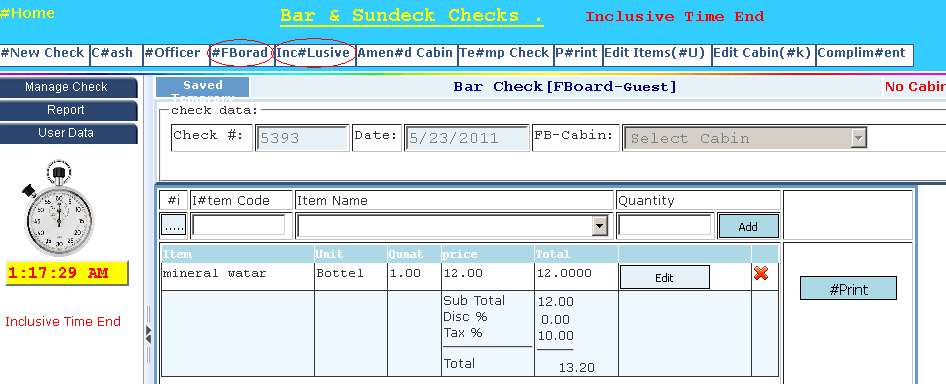 #Home
Bar & Sundeck Checks .
Inclusive Time End
#New Check C#ash #Officer #FBorad Inc#Lusive Amen#d Cabin Te#mp Check P#rint Edit Items(#U) Edit Cabin(#k) Complim#ent
Manage Check
Report
User Data
1:17:29 AM
Inclusive Time End
Saved
Temprory
Bar Check[FBoard-Guest]
No Cabin
check data:
Check #: 5393 Date: 5/23/2011 FB-Cabin: Select Cabin
#i I#tem Code Item Name Quantity
..... Add
Item Unit Qunat price Total
mineral watar Bottel 1.00 12.00 12.0000 Edit
Sub Total 12.00
Disc % 0.00
Tax % 10.00
Total 13.20
#Print